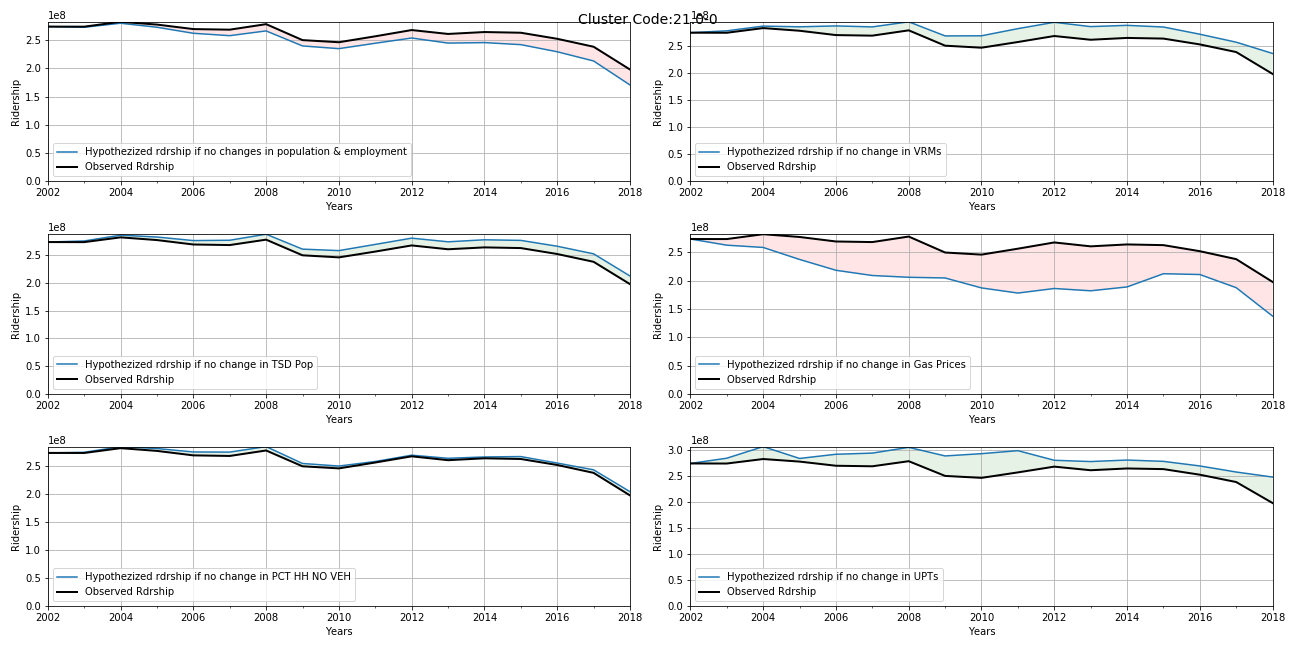 Cluster Code:21-0-0
1e8
2.5
2.0
1.5
1.0
0.5
0.0
Ridership
Hypothezized rdrship if no changes in population & employment
Observed Rdrship
2002 2004 2006 2008 2010 2012 2014 2016 2018
Years
1e8
2.5
2.0
1.5
1.0
0.5
0.0
Ridership
Hypothezized rdrship if no change in VRMs
Observed Rdrship
2002 2004 2006 2008 2010 2012 2014 2016 2018
Years
1e8
2.5
2.0
1.5
1.0
0.5
0.0
Ridership
Hypothezized rdrship if no change in TSD Pop
Observed Rdrship
2002 2004 2006 2008 2010 2012 2014 2016 2018
Years
1e8
2.5
2.0
1.5
1.0
0.5
0.0
Ridership
Hypothezized rdrship if no change in Gas Prices
Observed Rdrship
2002 2004 2006 2008 2010 2012 2014 2016 2018
Years
1e8
2.5
2.0
1.5
1.0
0.5
0.0
Ridership
Hypothezized rdrship if no change in PCT HH NO VEH
Observed Rdrship
2002 2004 2006 2008 2010 2012 2014 2016 2018
Years
1e8
3.0
2.5
2.0
1.5
1.0
0.5
0.0
Ridership
Hypothezized rdrship if no change in UPTs
Observed Rdrship
2002 2004 2006 2008 2010 2012 2014 2016 2018
Years